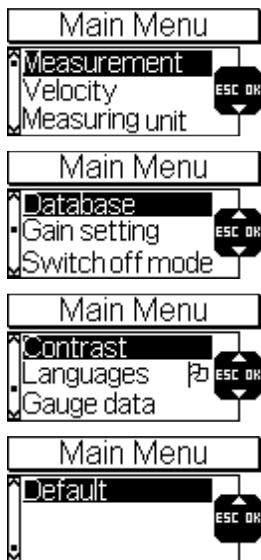 Main Menu
Measurement
Velocity
ESC OK
Measuring unit
Main Menu
Database
Gain setting
ESC OK
Switch off mode
Main Menu
Contrast
Languages
ESC OK
Gauge data
Main Menu
Default
ESC OK